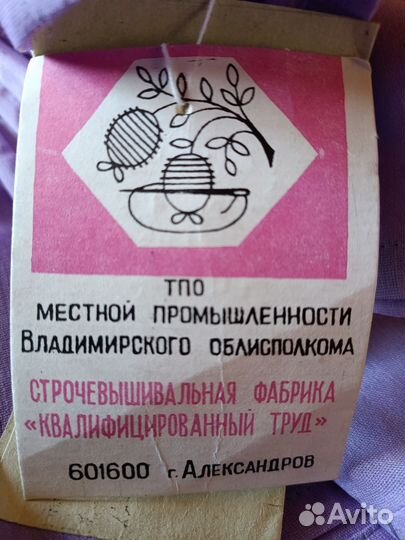 ТПО
МЕСТНОЙ ПРОМЫШЛЕННОСТИ
ВЛАДИМИРСКОГО ОБЛИСПОЛКОМА
СТРОЧЕВЫШИВАЛЬНАЯ ФАБРИКА
«КВАЛИФИЦИРОВАННЫЙ ТРУД»
601600 г. АЛЕКСАНДРОВ
Avito